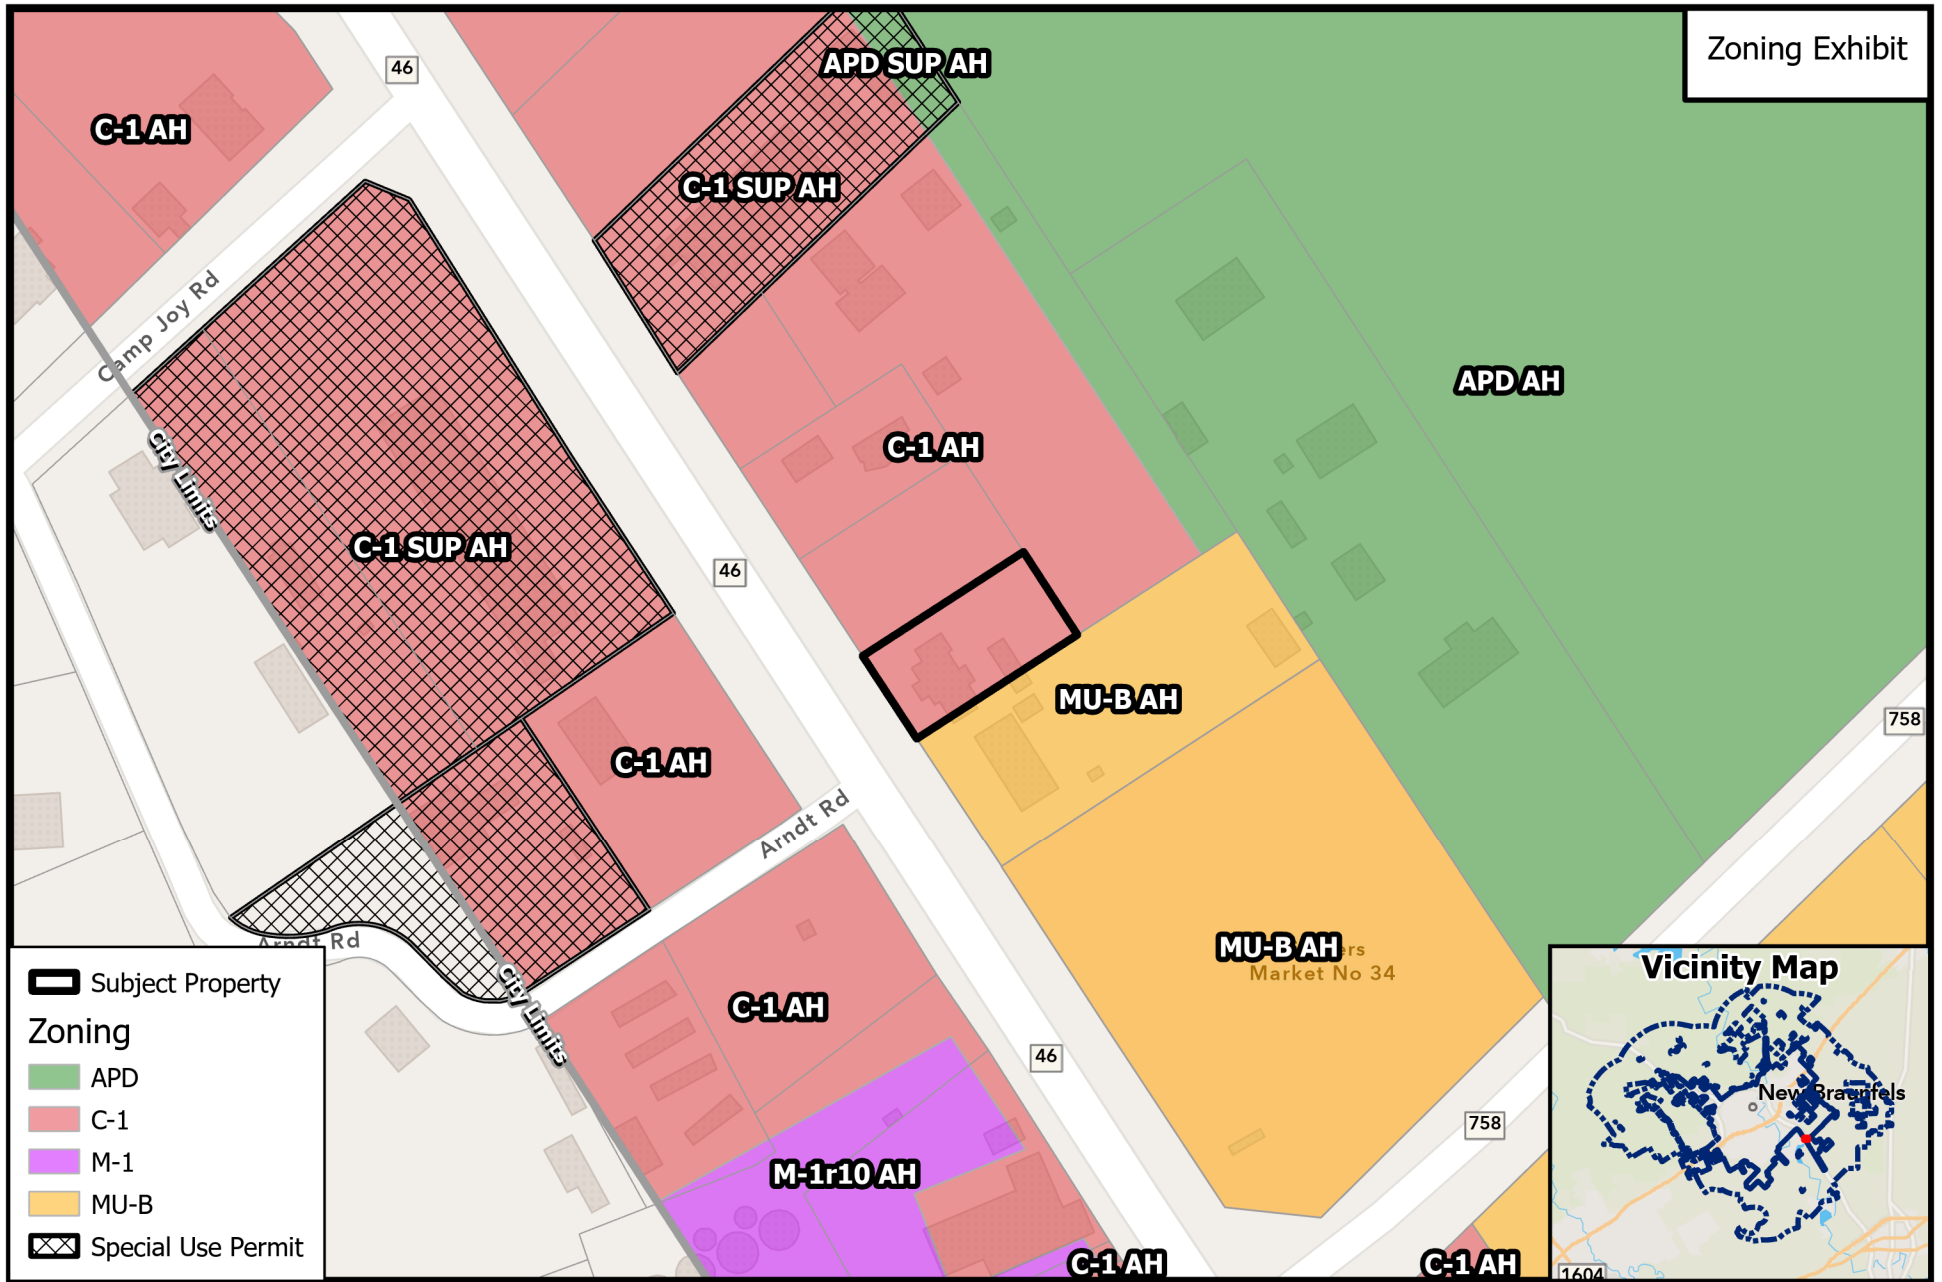 Zoning Exhibit
46
APD SUP AH
C-1 AH
C-1 SUP AH
Camp Joy Rd
APD AH
City Limits
C-1 AH
C-1 SUP AH
46
MU-B AH
758
C-1 AH
Arndt Rd
MU-B AH
Market No 34
Arndt Rd
City Limits
C-1 AH
46
758
M-1r10 AH
C-1 AH
C-1 AH
Subject Property
Zoning
APD
C-1
M-1
MU-B
Special Use Permit
Vicinity Map
New Braunfels
1604